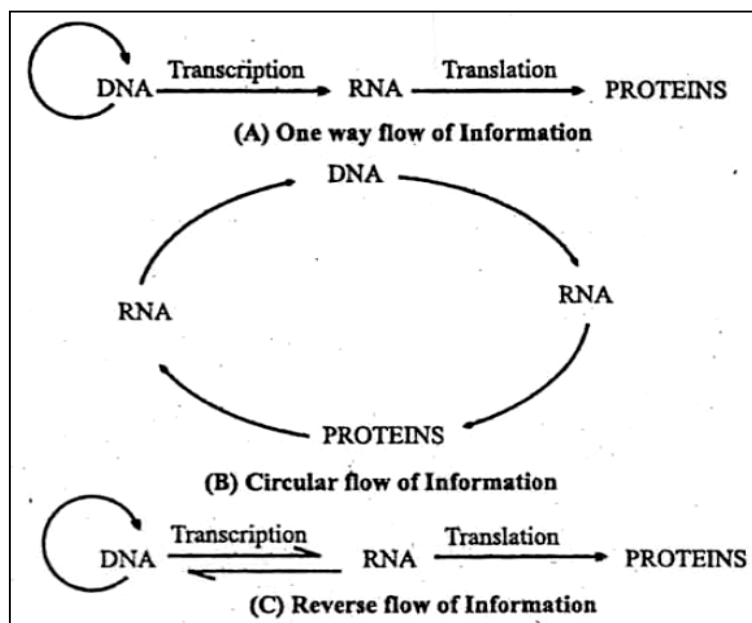 Transcription Translation
DNA RNA PROTEINS
(A) One way flow of Information
DNA
RNA RNA
PROTEINS
(B) Circular flow of Information
Transcription Translation
DNA RNA PROTEINS
(C) Reverse flow of Information